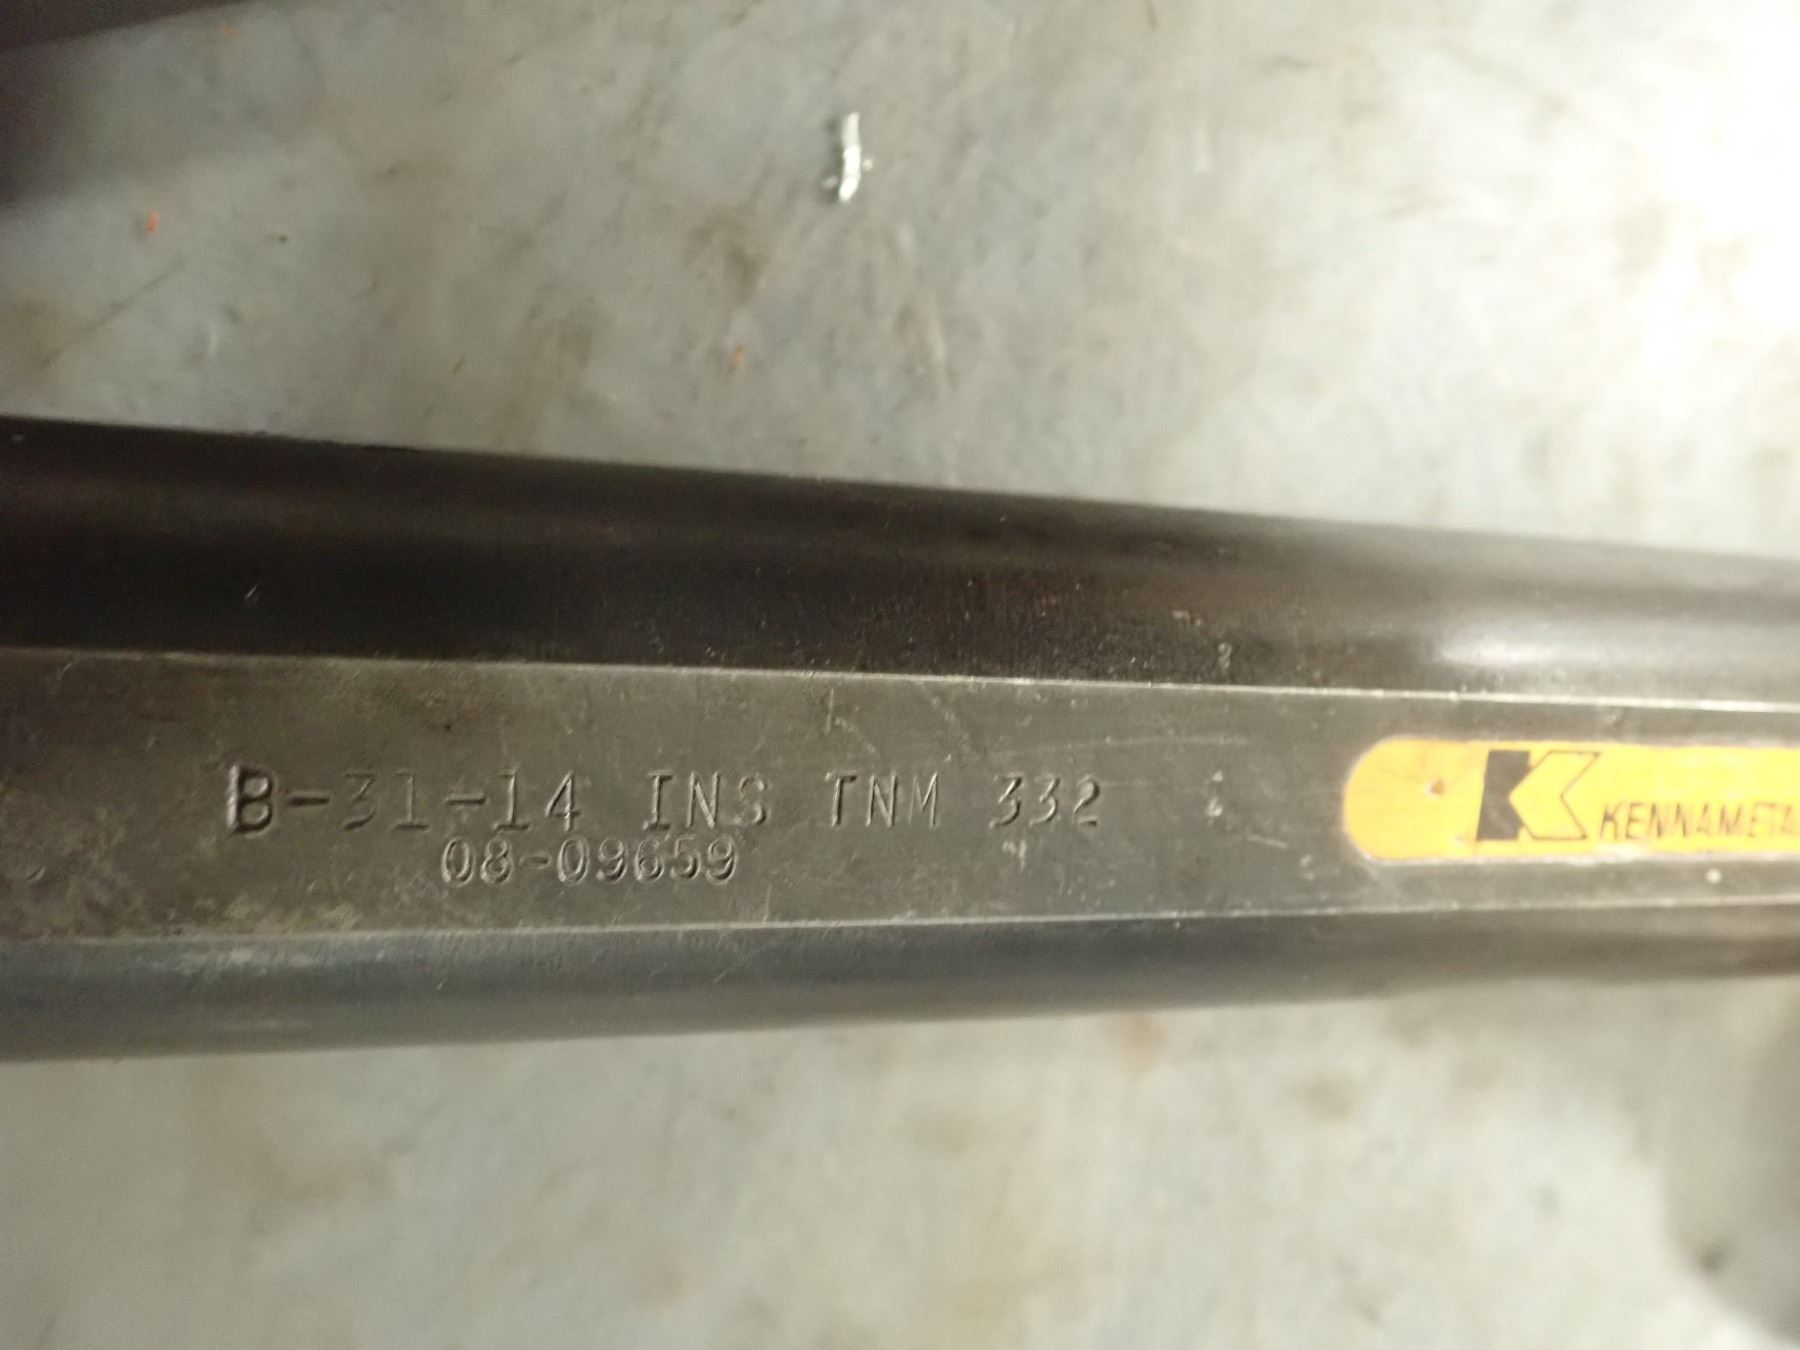 B-31-14 INS TNM 332
08-09659
KENNAMETA